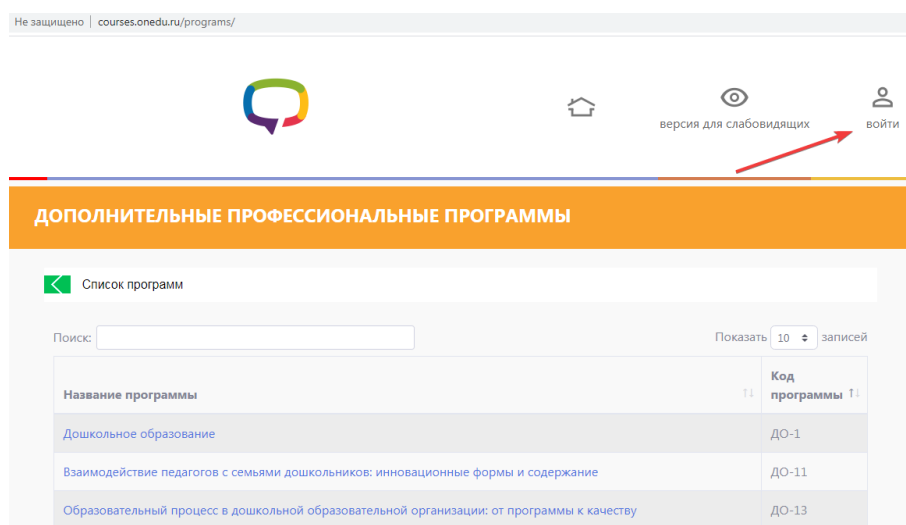 Не защищено | courses.onedu.ru/programs/
версия для слабовидящих
войти
ДОПОЛНИТЕЛЬНЫЕ ПРОФЕССИОНАЛЬНЫЕ ПРОГРАММЫ
Список программ
Поиск:
Показать 10 записей
Название программы
Код
программы
Дошкольное образование ДО-1
Взаимодействие педагогов с семьями дошкольников: инновационные формы и содержание ДО-11
Образовательный процесс в дошкольной образовательной организации: от программы к качеству ДО-13